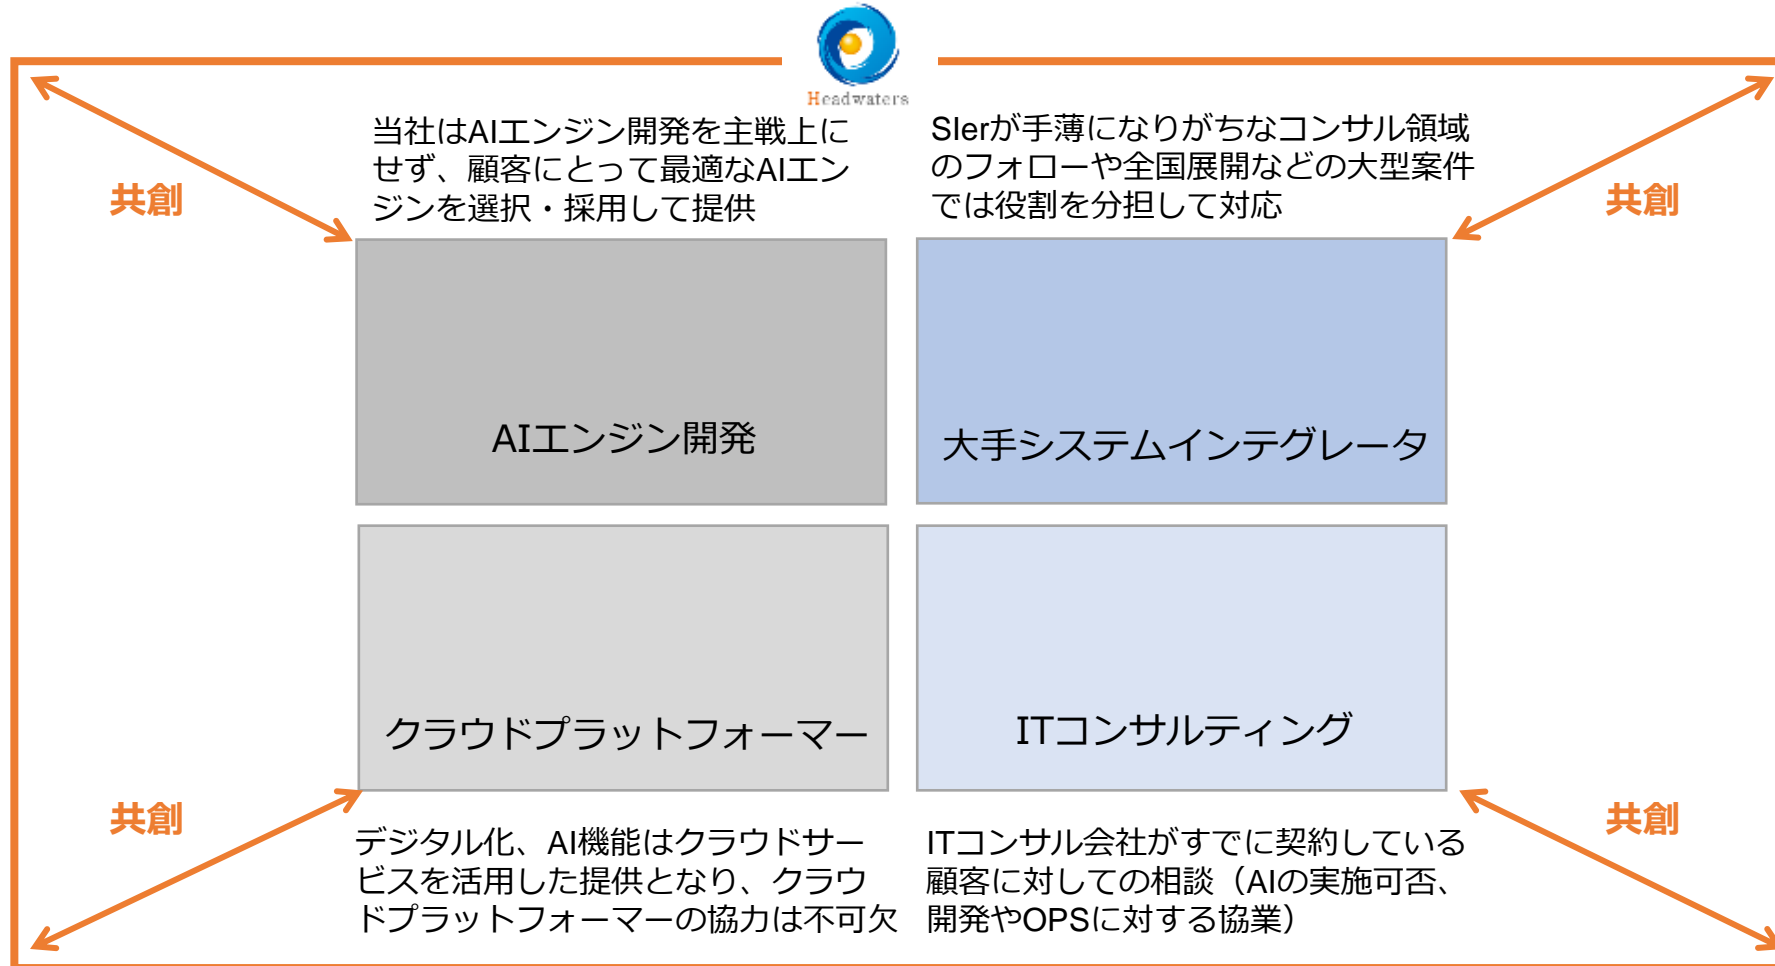 Headwaters
当社はAIエンジン開発を主戦上に
せず、顧客にとって最適なAIエン
ジンを選択・採用して提供
SIerが手薄になりがちなコンサル領域
のフォローや全国展開などの大型案件
では役割を分担して対応
共創
共創
AIエンジン開発
大手システムインテグレータ
クラウドプラットフォーマー
ITコンサルティング
共創
共創
デジタル化、AI機能はクラウドサー
ビスを活用した提供となり、クラウ
ドプラットフォーマーの協力は不可欠
ITコンサル会社がすでに契約している
顧客に対しての相談（AIの実施可否、
開発やOPSに対する協業）